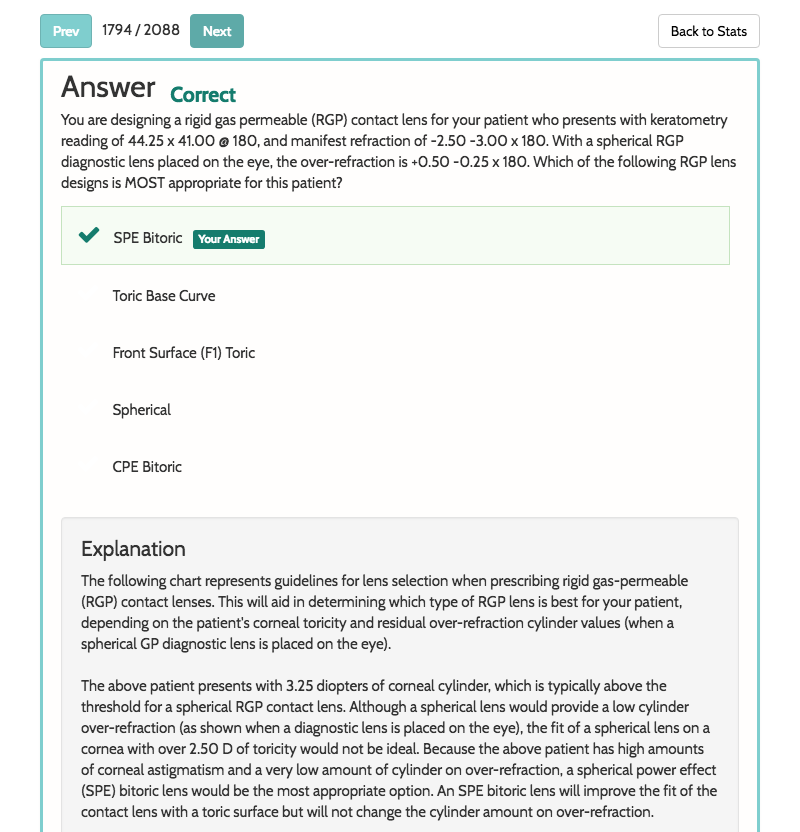 Prev 1794 / 2088 Next Back to Stats
Answer Correct
You are designing a rigid gas permeable (RGP) contact lens for your patient who presents with keratometry
reading of 44.25 x 41.00 @ 180, and manifest refraction of -2.50 -3.00 x 180. With a spherical RGP
diagnostic lens placed on the eye, the over-refraction is +0.50 -0.25 x 180. Which of the following RGP lens
designs is MOST appropriate for this patient?
SPE Bitoric Your Answer
Toric Base Curve
Front Surface (F1) Toric
Spherical
CPE Bitoric
Explanation
The following chart represents guidelines for lens selection when prescribing rigid gas-permeable
(RGP) contact lenses. This will aid in determining which type of RGP lens is best for your patient,
depending on the patient's corneal toricity and residual over-refraction cylinder values (when a
spherical GP diagnostic lens is placed on the eye).
The above patient presents with 3.25 diopters of corneal cylinder, which is typically above the
threshold for a spherical RGP contact lens. Although a spherical lens would provide a low cylinder
over-refraction (as shown when a diagnostic lens is placed on the eye), the fit of a spherical lens on a
cornea with over 2.50 D of toricity would not be ideal. Because the above patient has high amounts
of corneal astigmatism and a very low amount of cylinder on over-refraction, a spherical power effect
(SPE) bitoric lens would be the most appropriate option. An SPE bitoric lens will improve the fit of the
contact lens with a toric surface but will not change the cylinder amount on over-refraction.